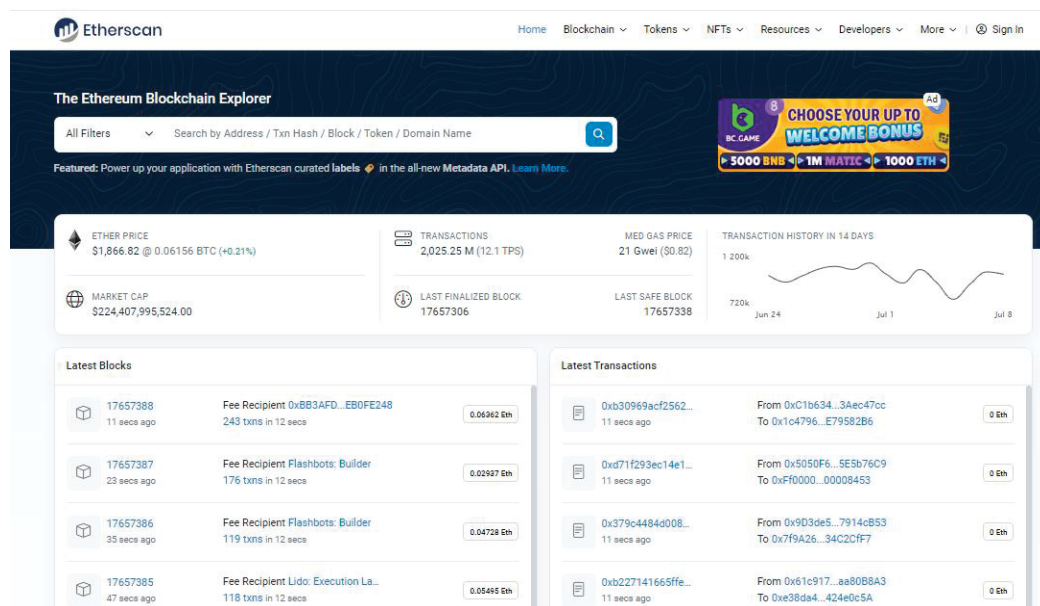 Etherscan
Home Blockchain Tokens NFTs Resources Developers More | Sign In
The Ethereum Blockchain Explorer
All Filters Search by Address / Txn Hash / Block / Token / Domain Name
Featured: Power up your application with Etherscan curated labels in the all-new Metadata API. Learn More.
Ad
BC.GAME
CHOOSE YOUR UP TO
WELCOME BONUS
5000 BNB 1M MATIC 1000 ETH
ETHER PRICE
$1,866.82 @ 0.06156 BTC (+0.21%)
MARKET CAP
$224,407,995,524.00
TRANSACTIONS
2,025.25 M (12.1 TPS)
MED GAS PRICE
21 Gwei ($0.82)
LAST FINALIZED BLOCK
17657306
LAST SAFE BLOCK
17657338
TRANSACTION HISTORY IN 14 DAYS
1 200k
720k
Jun 24 Jul 1 Jul 8
Latest Blocks
17657388 Fee Recipient 0xBB3AFD...EB0FE248 0.06362 Eth
11 secs ago 243 txns in 12 secs
17657387 Fee Recipient Flashbots: Builder 0.02937 Eth
23 secs ago 176 txns in 12 secs
17657386 Fee Recipient Flashbots: Builder 0.04728 Eth
35 secs ago 119 txns in 12 secs
17657385 Fee Recipient Lido: Execution La... 0.05495 Eth
47 secs ago 118 txns in 12 secs
Latest Transactions
0xb30969acf2562... From 0xC1b634...3Aec47cc 0 Eth
11 secs ago To 0x1c4796...E79582B6
0xd71f293ec14e1... From 0x5050F6...5E5b76C9 0 Eth
11 secs ago To 0xFf0000...00008453
0x379c4484d008... From 0x9D3de5...7914cB53 0 Eth
11 secs ago To 0x7f9A26...34C2CfF7
0xb227141665ffe... From 0x61c917...aa80B8A3 0 Eth
11 secs ago To 0xe38da4...424e0c5A